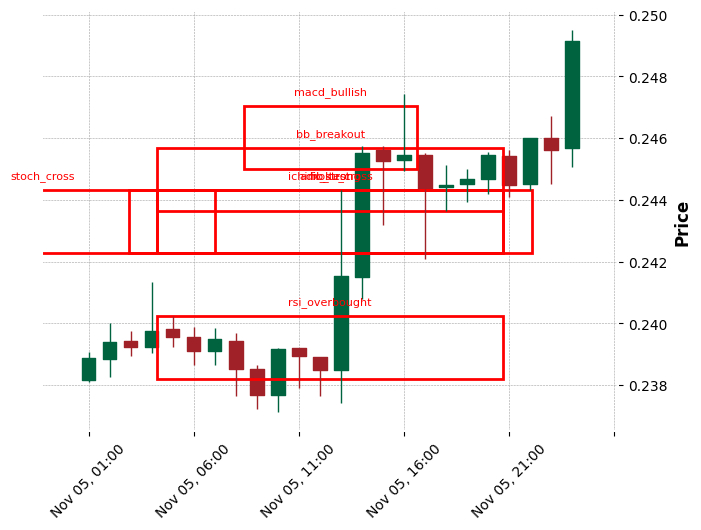 0.250
0.248
macd_bullish
0.246
bb_breakout
stoch_cross
0.244
Price
0.242
rsi_overbought
0.240
0.238
Nov 05, 01:00
Nov 05, 06:00
Nov 05, 11:00
Nov 05, 16:00
Nov 05, 21:00